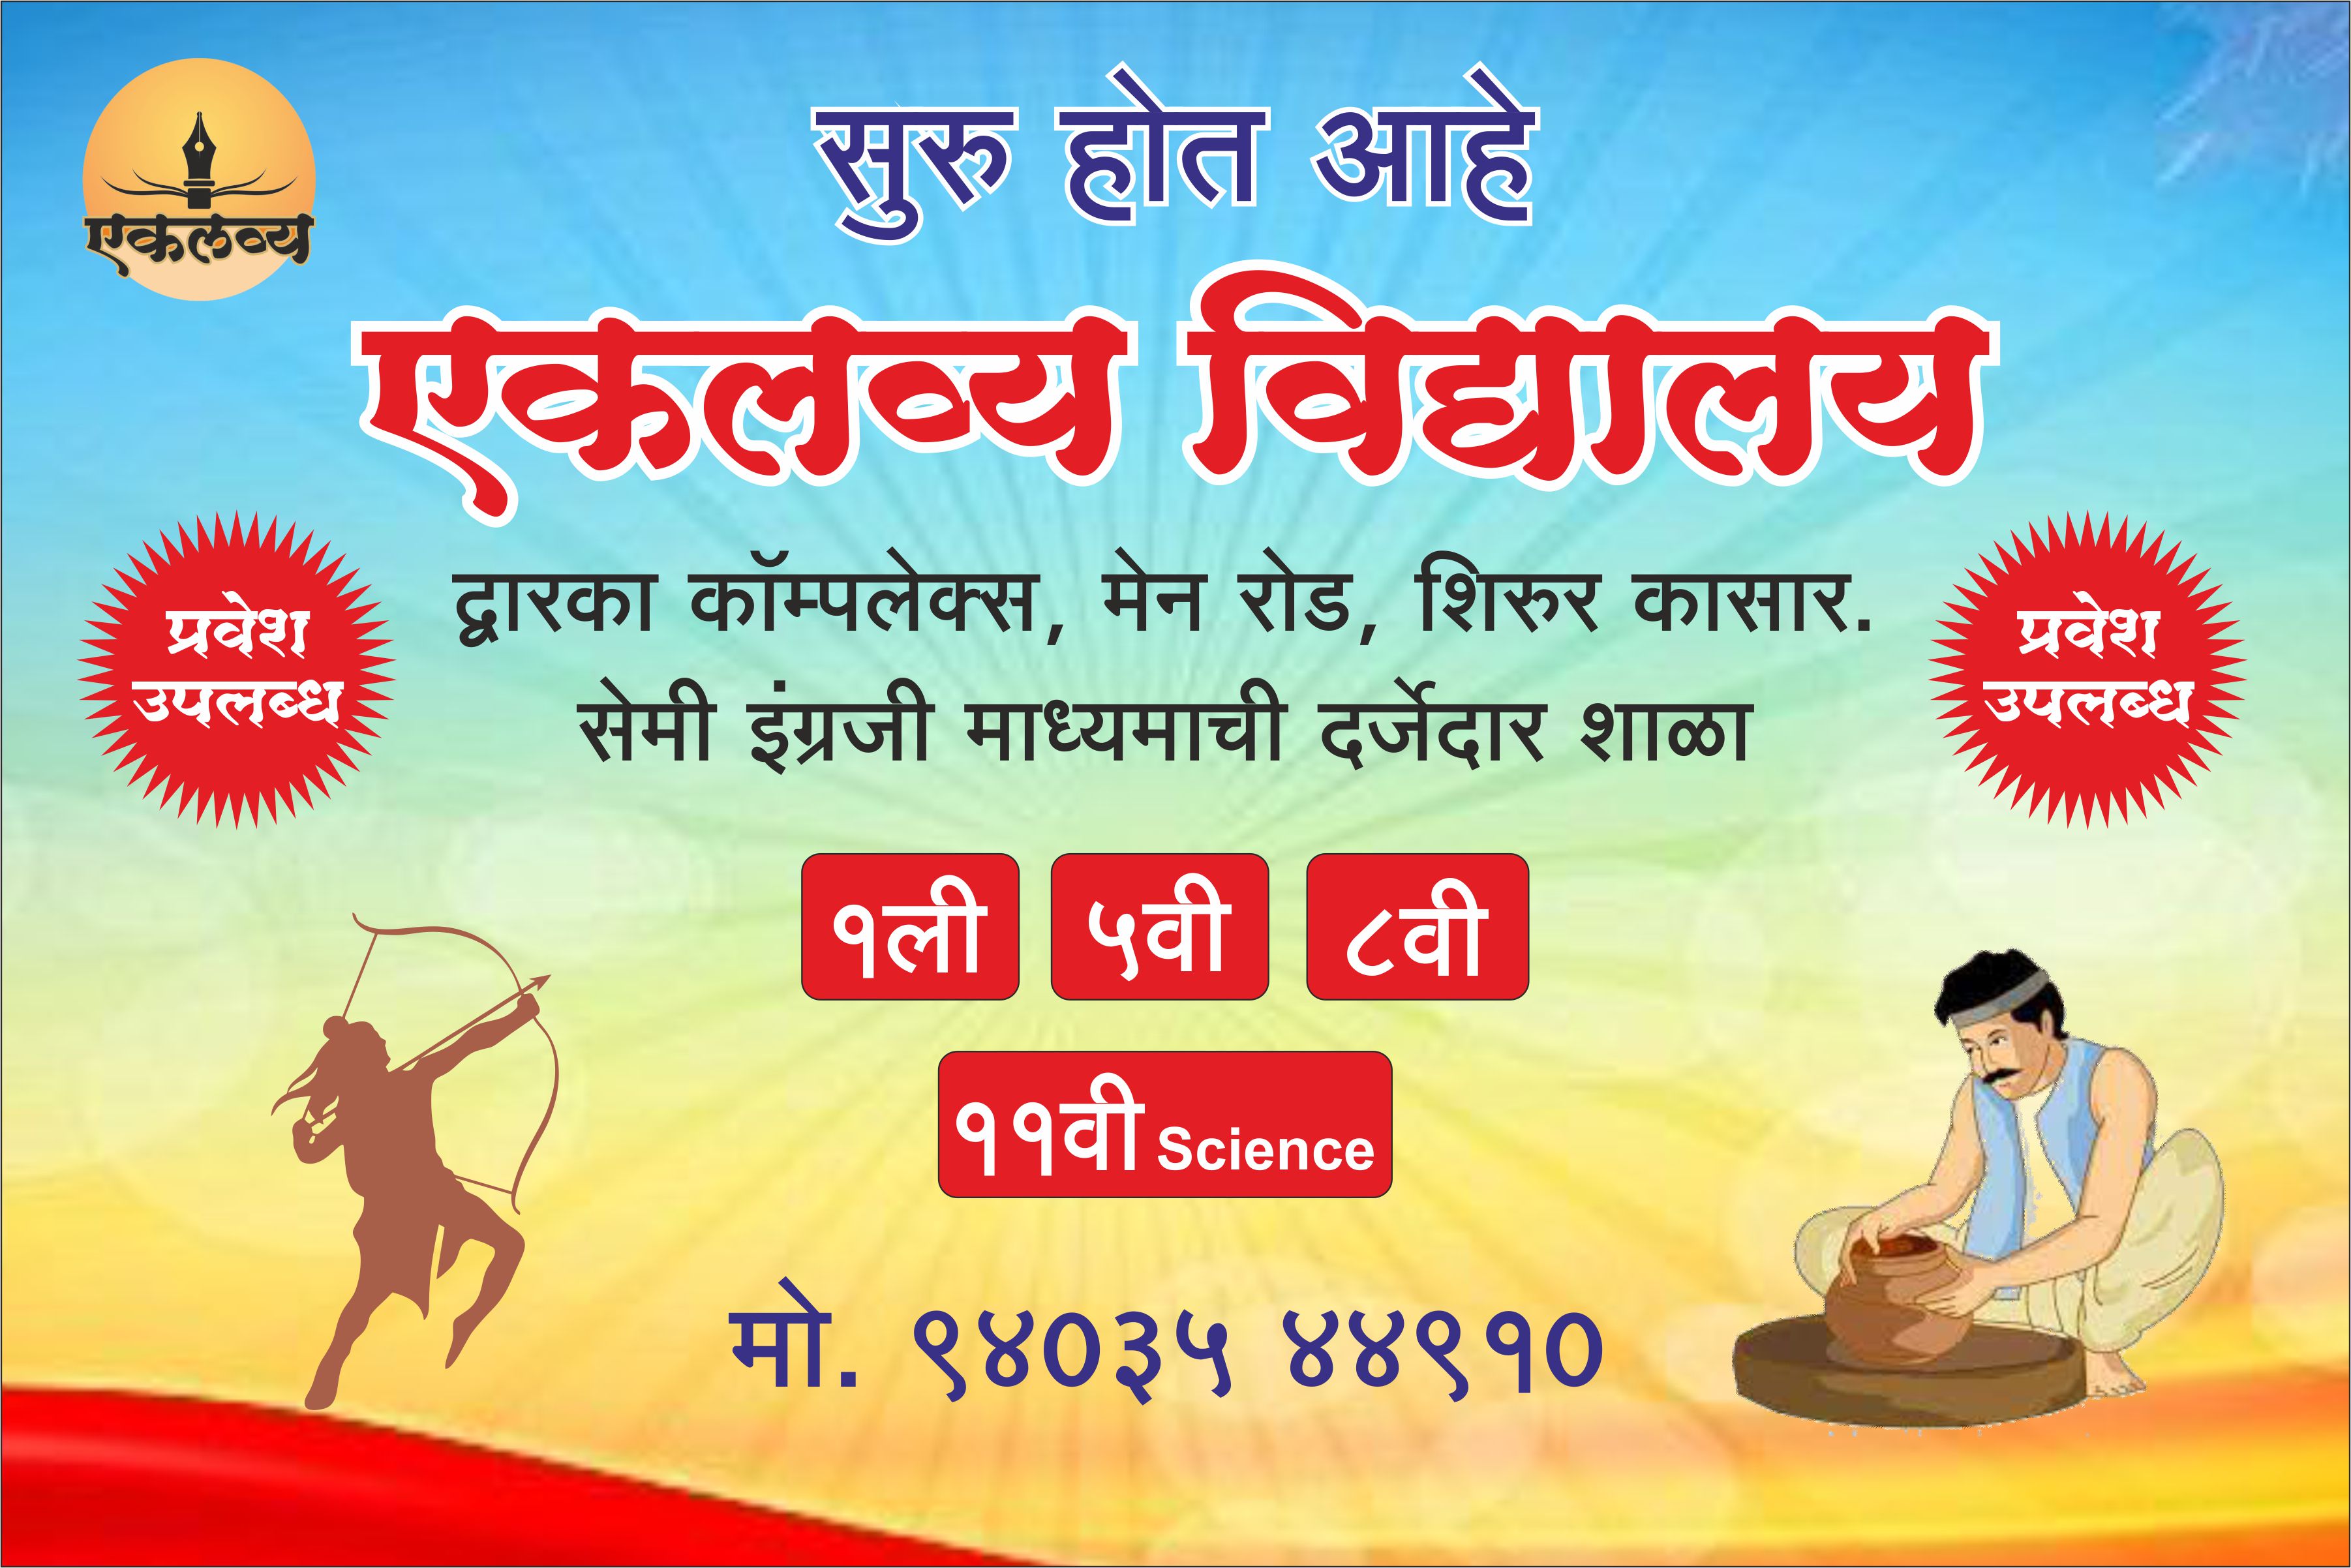 एकलव्य
सुरु होत आहे
एकलव्य विद्यालय
द्वारका कॉम्पलेक्स, मेन रोड, शिरुर कासार.
सेमी इंग्रजी माध्यमाची दर्जेदार शाळा
प्रवेश
उपलब्ध
प्रवेश
उपलब्ध
१ली ५वी ८वी
११वी Science
मो. ९४०३५ ४४९१०